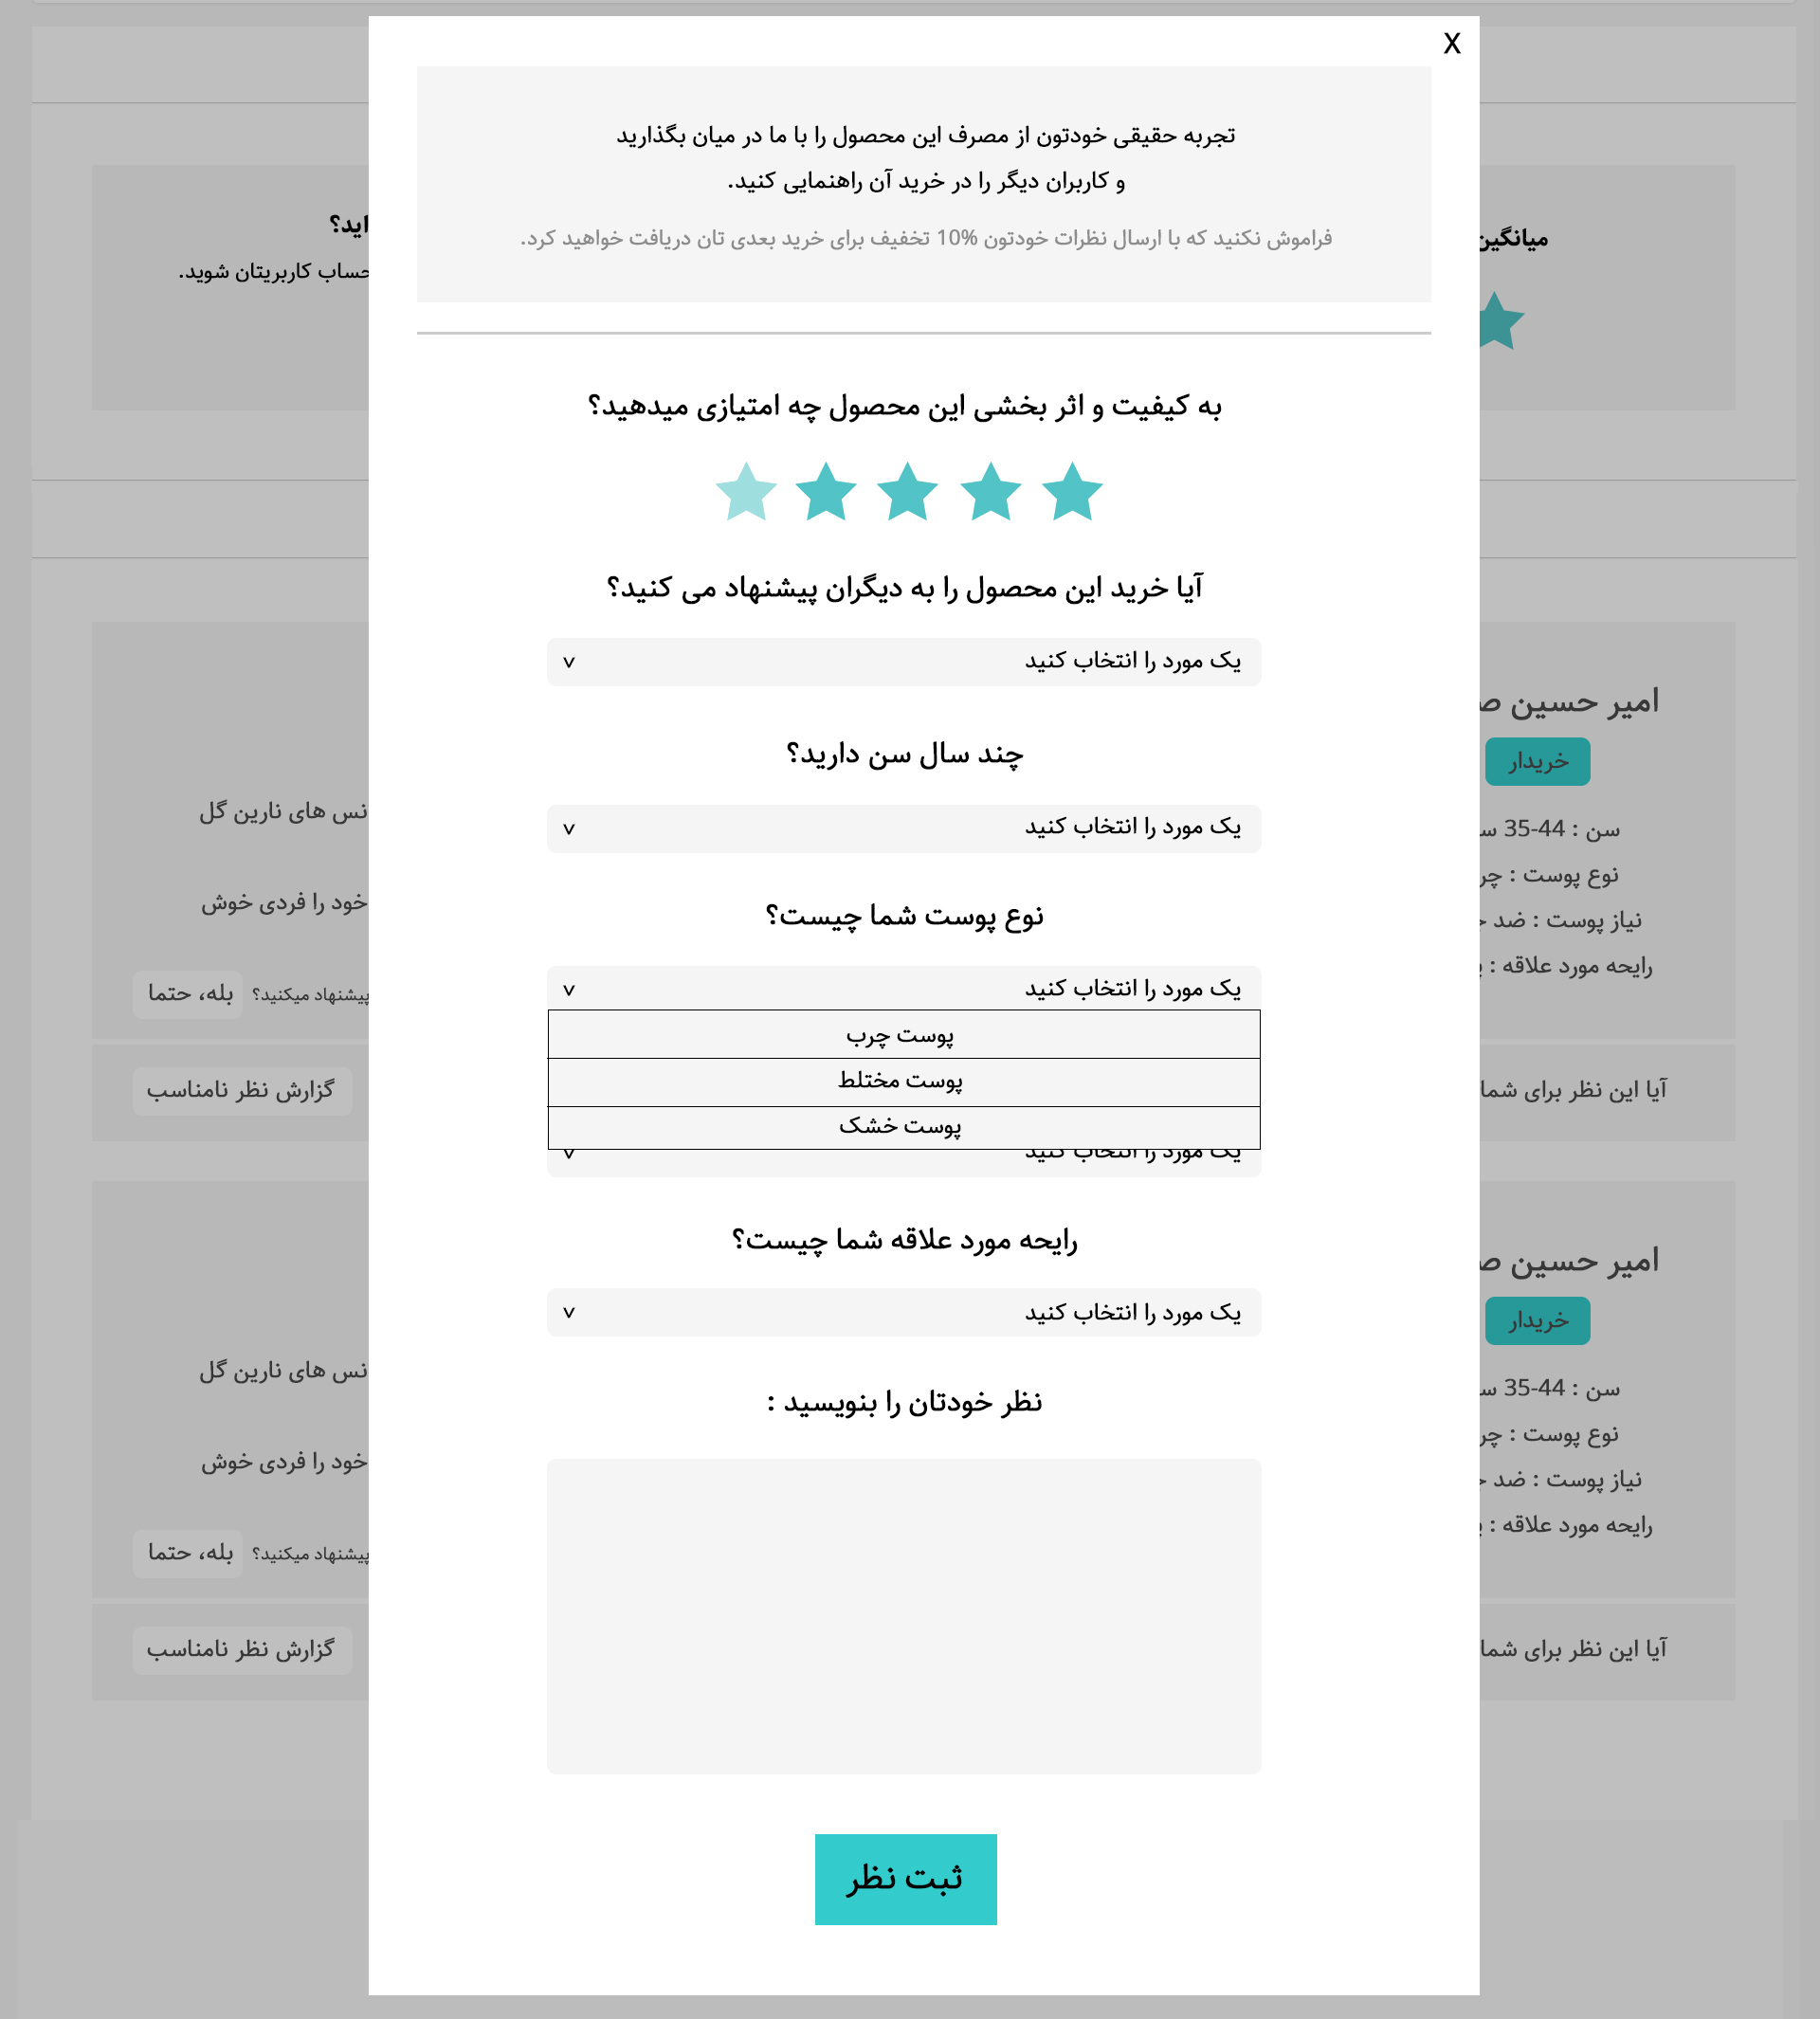 X
تجربه حقیقی خودتون از مصرف این محصول را با ما در میان بگذارید
و کاربران دیگر را در خرید آن راهنمایی کنید.
فراموش نکنید که با ارسال نظرات خودتون 10% تخفیف برای خرید بعدی تان دریافت خواهید کرد.
به کیفیت و اثر بخشی این محصول چه امتیازی میدهید؟
آیا خرید این محصول را به دیگران پیشنهاد می کنید؟
یک مورد را انتخاب کنید
چند سال سن دارید؟
یک مورد را انتخاب کنید
نوع پوست شما چیست؟
یک مورد را انتخاب کنید
پوست چرب
پوست مختلط
پوست خشک
یک مورد را انتخاب کنید
رایحه مورد علاقه شما چیست؟
یک مورد را انتخاب کنید
نظر خودتان را بنویسید :
ثبت نظر
میانگین
امیر حسین
خریدار
سن : 44-35
نوع پوست :
نیاز پوست : ضد
رایحه مورد علاقه :
آیا این نظر برای شما
امیر حسین
خریدار
سن : 44-35
نوع پوست :
نیاز پوست : ضد
رایحه مورد علاقه :
آیا این نظر برای شما
اید؟
حساب کاربریتان شوید.
های نارین گل
خود را فردی خوش
پیشنهاد میکنید؟ بله، حتما
گزارش نظر نامناسب
های نارین گل
خود را فردی خوش
پیشنهاد میکنید؟ بله، حتما
گزارش نظر نامناسب